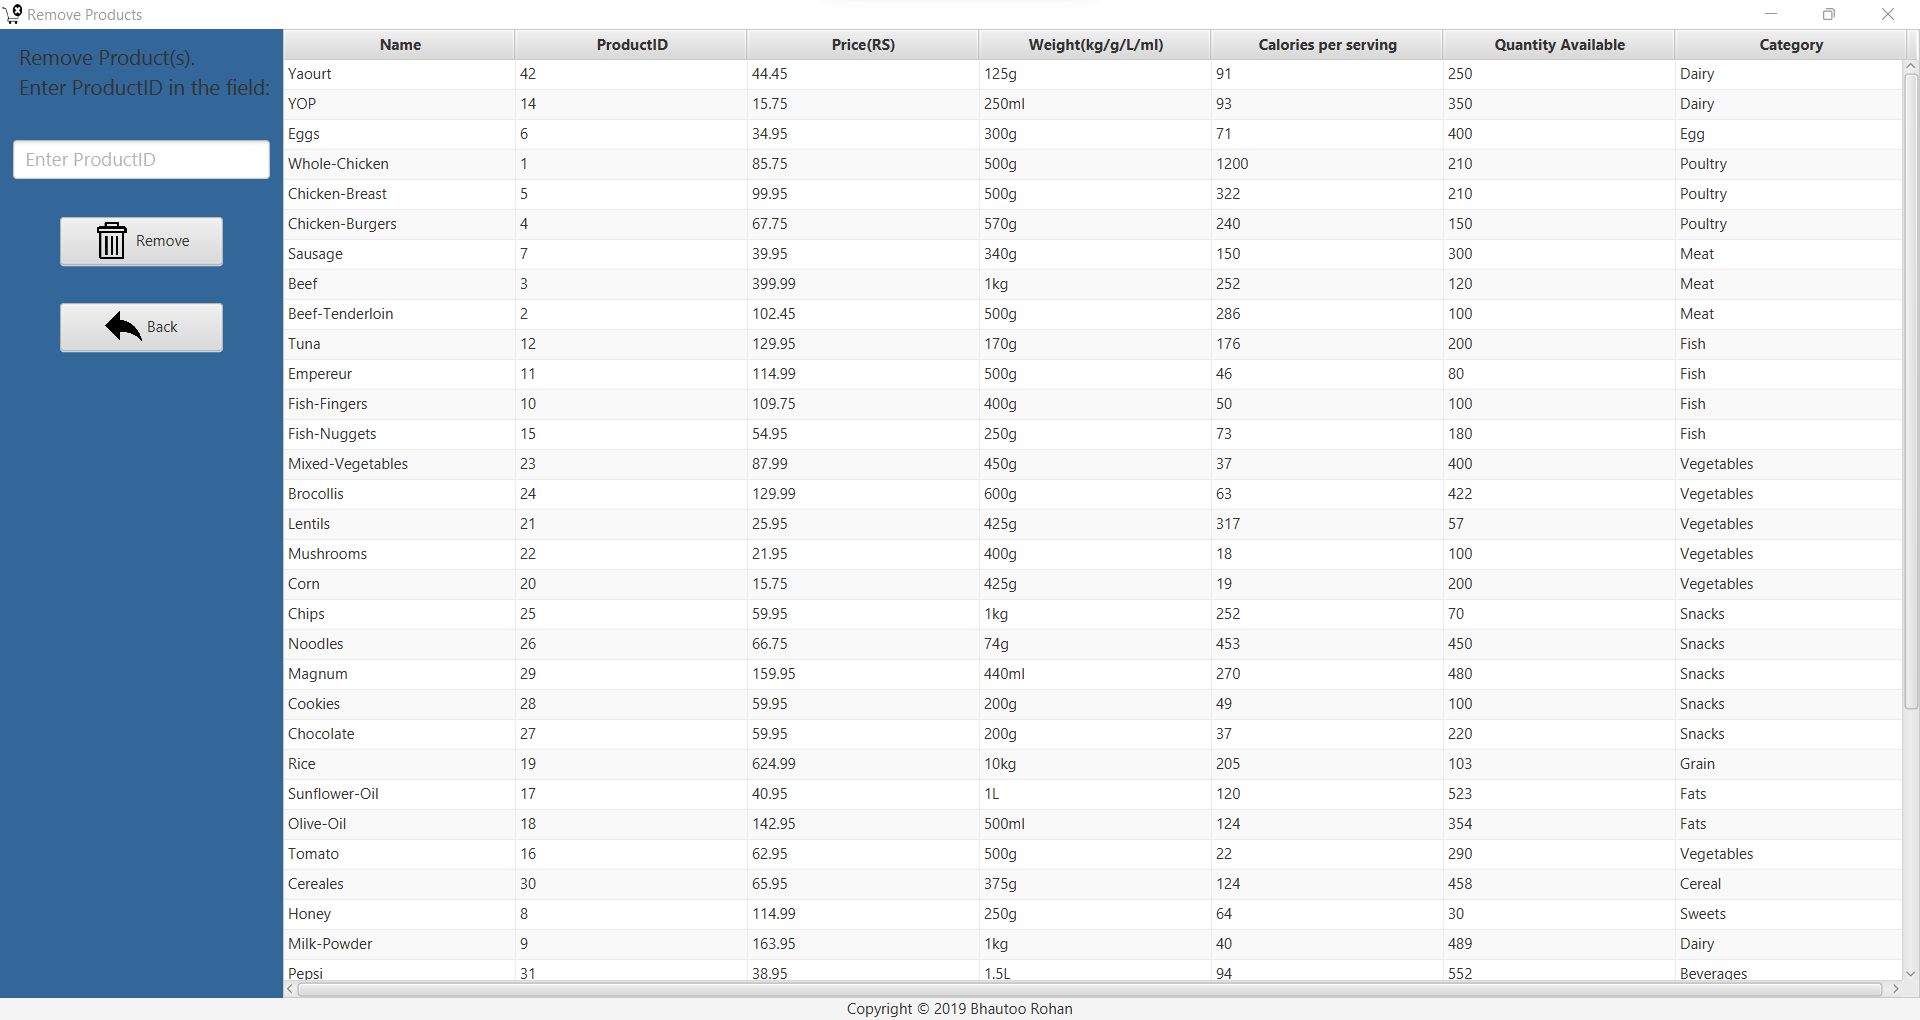 Remove Products
Remove Product(s).
Enter ProductID in the field:
Enter ProductID
Remove
Back
Name ProductID Price(RS) Weight(kg/g/L/ml) Calories per serving Quantity Available Category
Yaourt 42 44.45 125g 91 250 Dairy
YOP 14 15.75 250ml 93 350 Dairy
Eggs 6 34.95 300g 71 400 Egg
Whole-Chicken 1 85.75 500g 1200 210 Poultry
Chicken-Breast 5 99.95 500g 322 210 Poultry
Chicken-Burgers 4 67.75 570g 240 150 Poultry
Sausage 7 39.95 340g 150 300 Meat
Beef 3 399.99 1kg 252 120 Meat
Beef-Tenderloin 2 102.45 500g 286 100 Meat
Tuna 12 129.95 170g 176 200 Fish
Empereur 11 114.99 500g 46 80 Fish
Fish-Fingers 10 109.75 400g 50 100 Fish
Fish-Nuggets 15 54.95 250g 73 180 Fish
Mixed-Vegetables 23 87.99 450g 37 400 Vegetables
Brocollis 24 129.99 600g 63 422 Vegetables
Lentils 21 25.95 425g 317 57 Vegetables
Mushrooms 22 21.95 400g 18 100 Vegetables
Corn 20 15.75 425g 19 200 Vegetables
Chips 25 59.95 1kg 252 70 Snacks
Noodles 26 66.75 74g 453 450 Snacks
Magnum 29 159.95 440ml 270 480 Snacks
Cookies 28 59.95 200g 49 100 Snacks
Chocolate 27 59.95 200g 37 220 Snacks
Rice 19 624.99 10kg 205 103 Grain
Sunflower-Oil 17 40.95 1L 120 523 Fats
Olive-Oil 18 142.95 500ml 124 354 Fats
Tomato 16 62.95 500g 22 290 Vegetables
Cereales 30 65.95 375g 124 458 Cereal
Honey 8 114.99 250g 64 30 Sweets
Milk-Powder 9 163.95 1kg 40 489 Dairy
Pepsi 31 38.95 1.5L 94 552 Beverages
Copyright © 2019 Bhautoo Rohan